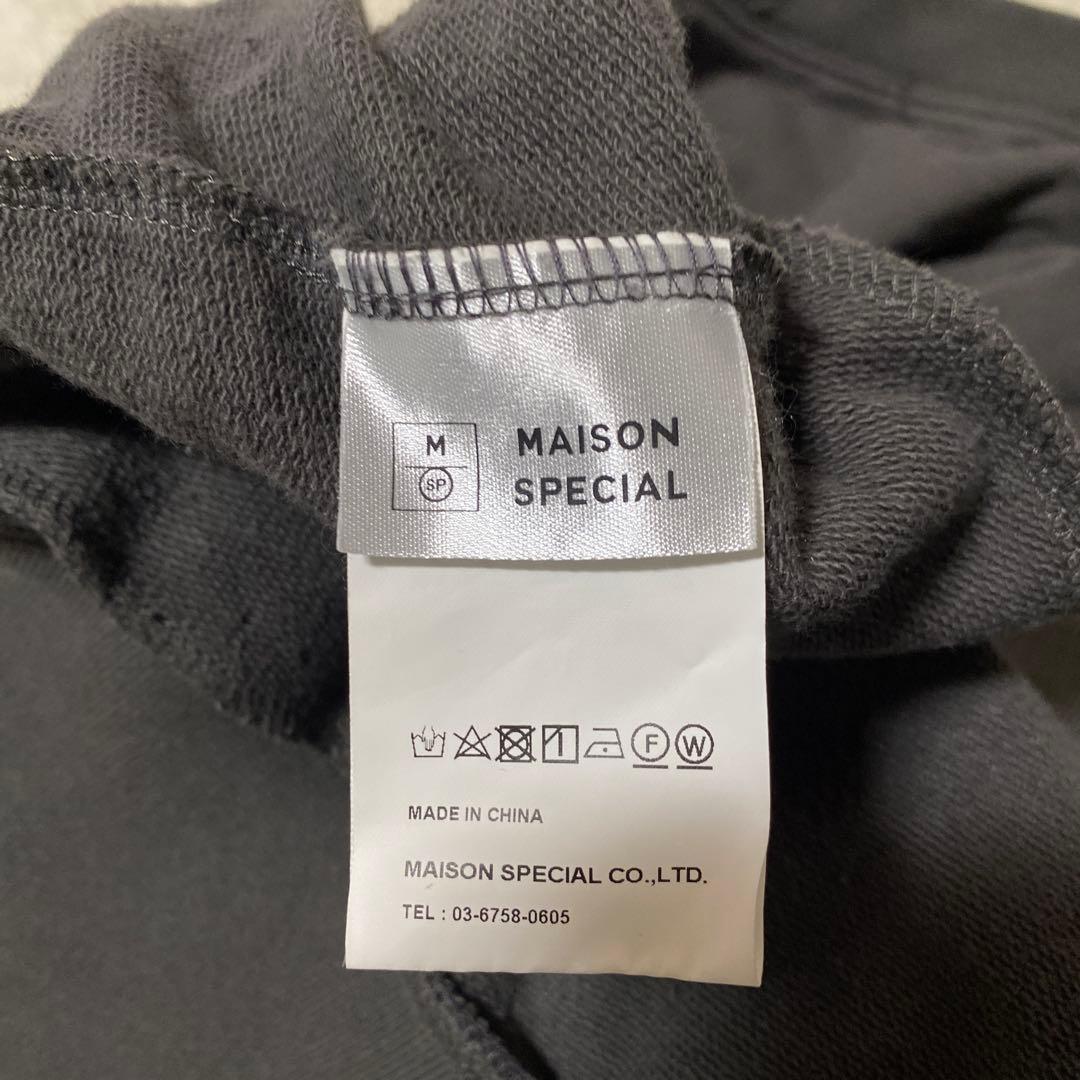 M
SP
MAISON
SPECIAL
F W
MADE IN CHINA
MAISON SPECIAL CO.,LTD.
TEL : 03-6758-0605